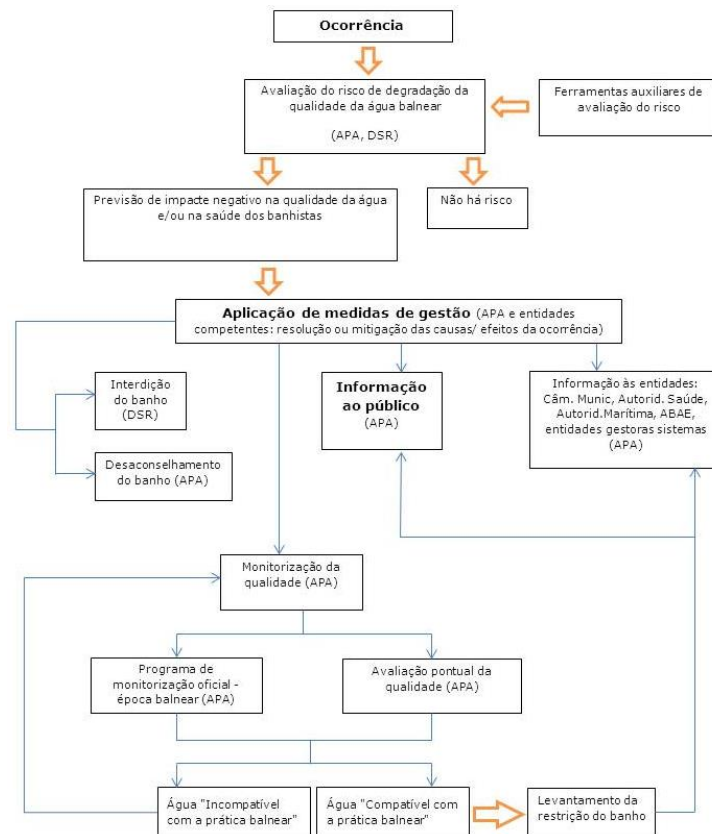 Ocorrência
Avaliação do risco de degradação da
qualidade da água balnear
(APA, DSR)
Ferramentas auxiliares de
avaliação do risco
Previsão de impacte negativo na qualidade da água
e/ou na saúde dos banhistas
Não há risco
Aplicação de medidas de gestão (APA e entidades
competentes: resolução ou mitigação das causas/ efeitos da ocorrência)
Interdição
do banho
(DSR)
Desaconselhamento
do banho (APA)
Informação
ao público
(APA)
Informação às entidades:
Câm. Munic, Autorid. Saúde,
Autorid.Marítima, ABAE,
entidades gestoras sistemas
(APA)
Monitorização da
qualidade (APA)
Programa de
monitorização oficial -
época balnear (APA)
Avaliação pontual da
qualidade (APA)
Água "Incompatível
com a prática balnear"
Água "Compatível com
a prática balnear"
Levantamento da
restrição do banho